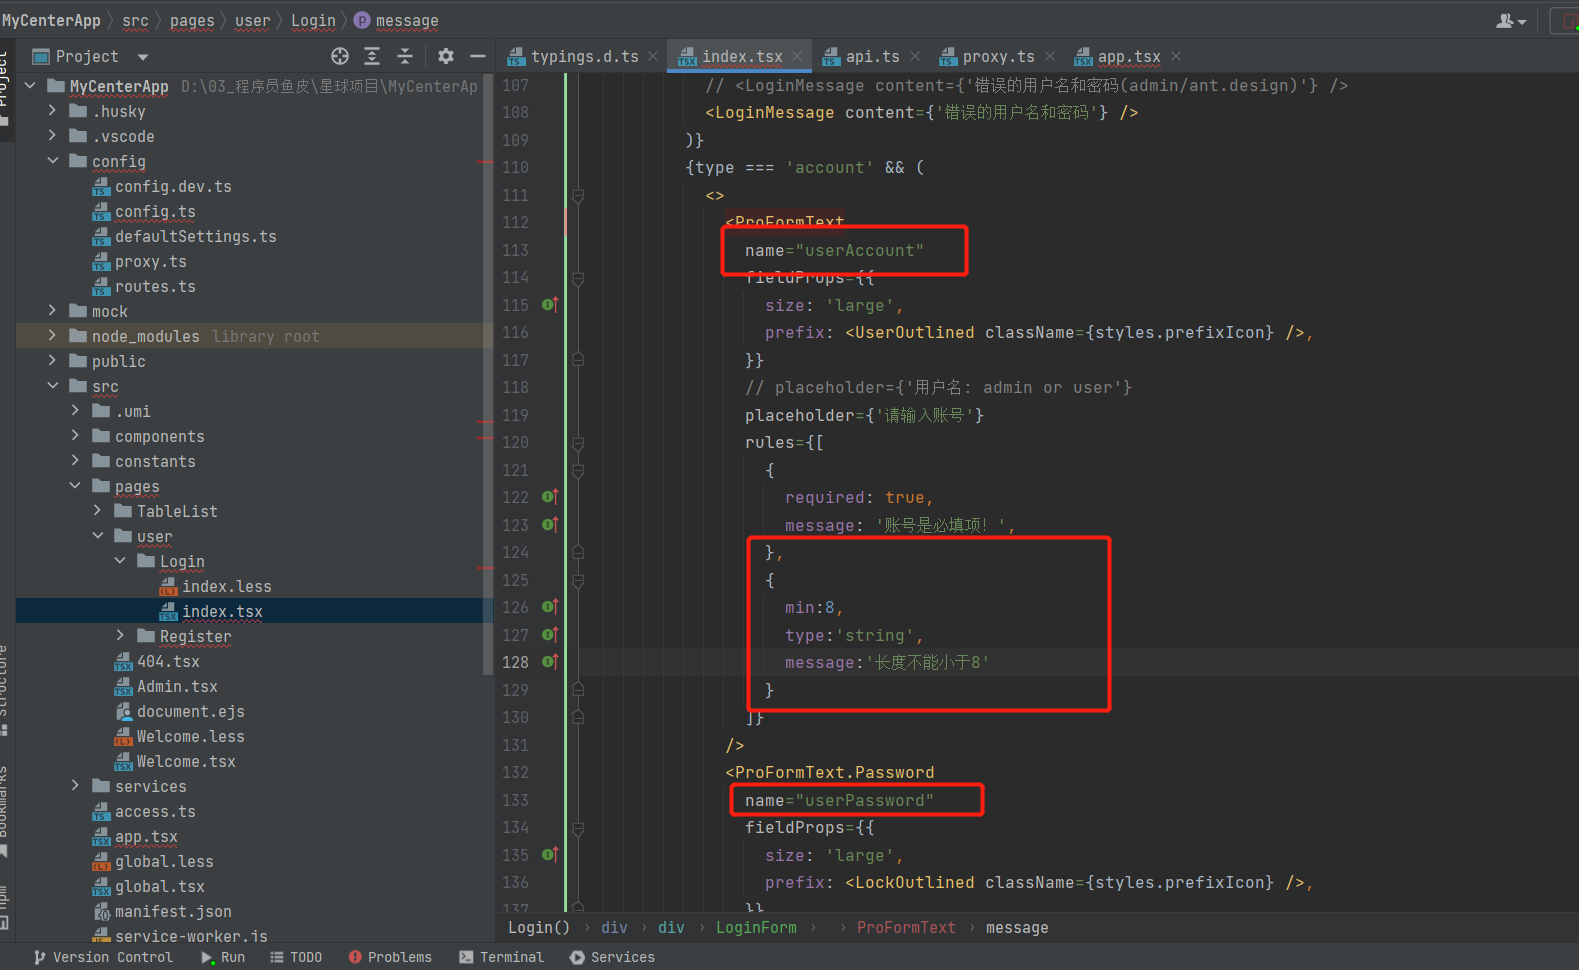 MyCenterApp 〉 src 〉 pages 〉 user 〉 Login 〉 p message
Project
MyCenterApp D:\03_程序员鱼皮\星球项目\MyCenterAp
.husky
.vscode
config
config.dev.ts
config.ts
defaultSettings.ts
proxy.ts
routes.ts
mock
node_modules library root
public
src
.umi
components
constants
pages
TableList
user
Login
index.less
index.tsx
Register
404.tsx
Admin.tsx
document.ejs
Welcome.less
Welcome.tsx
services
access.ts
app.tsx
global.less
global.tsx
manifest.json
service-worker.js
Project
Structure
Bookmarks
npm
typings.d.ts index.tsx api.ts proxy.ts app.tsx
107 // <LoginMessage content={'错误的用户名和密码(admin/ant.design)'} />
108 <LoginMessage content={'错误的用户名和密码'} />
109 )}
110 {type === 'account' && (
111 <>
112 <ProFormText
113 name="userAccount"
114 fieldProps={{
115 size: 'large',
116 prefix: <UserOutlined className={styles.prefixIcon} />,
117 }}
118 // placeholder={'用户名: admin or user'}
119 placeholder={'请输入账号'}
120 rules={[
121 {
122 required: true,
123 message: '账号是必填项！',
124 },
125 {
126 min:8,
127 type:'string',
128 message:'长度不能小于8'
129 }
130 ]}
131 />
132 <ProFormText.Password
133 name="userPassword"
134 fieldProps={{
135 size: 'large',
136 prefix: <LockOutlined className={styles.prefixIcon} />,
137 }}
Login() › div › div › LoginForm › › ProFormText › message
Version Control Run TODO Problems Terminal Services